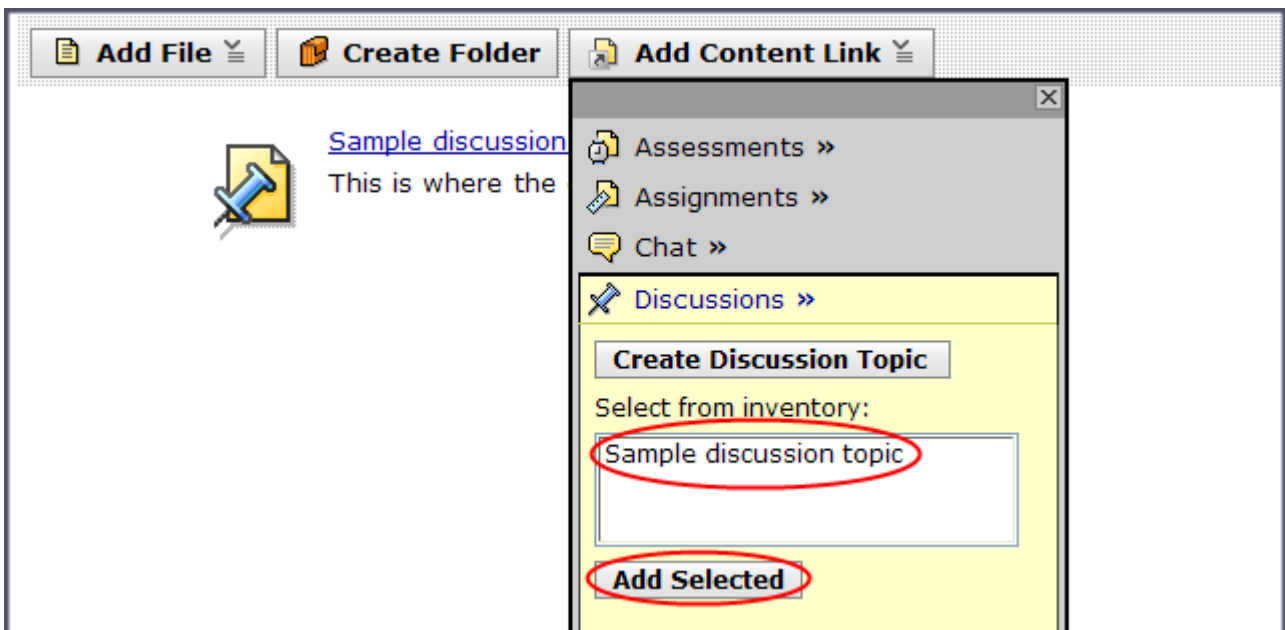 Add File
Create Folder
Add Content Link
Sample discussion
This is where the
Assessments »
Assignments »
Chat »
Discussions »
Create Discussion Topic
Select from inventory:
Sample discussion topic
Add Selected